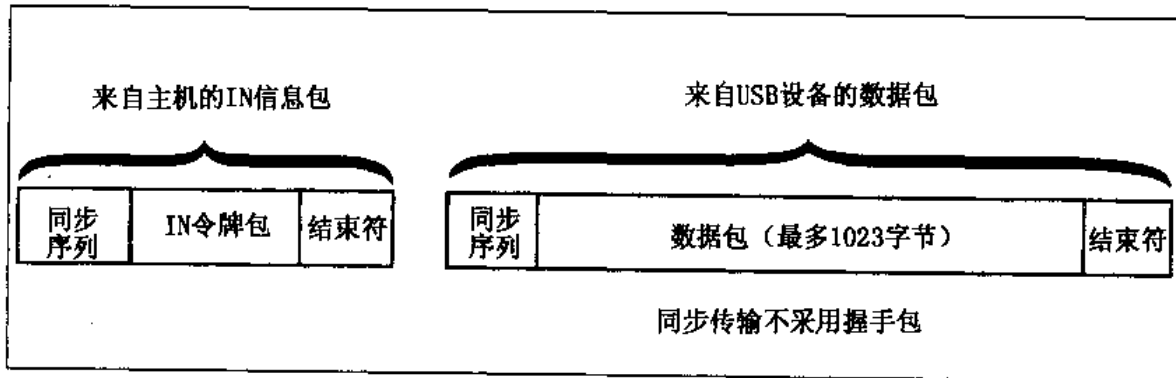 来自主机的IN信息包
来自USB设备的数据包
同步
序列
IN令牌包
结束符
同步
序列
数据包（最多1023字节）
结束符
同步传输不采用握手包